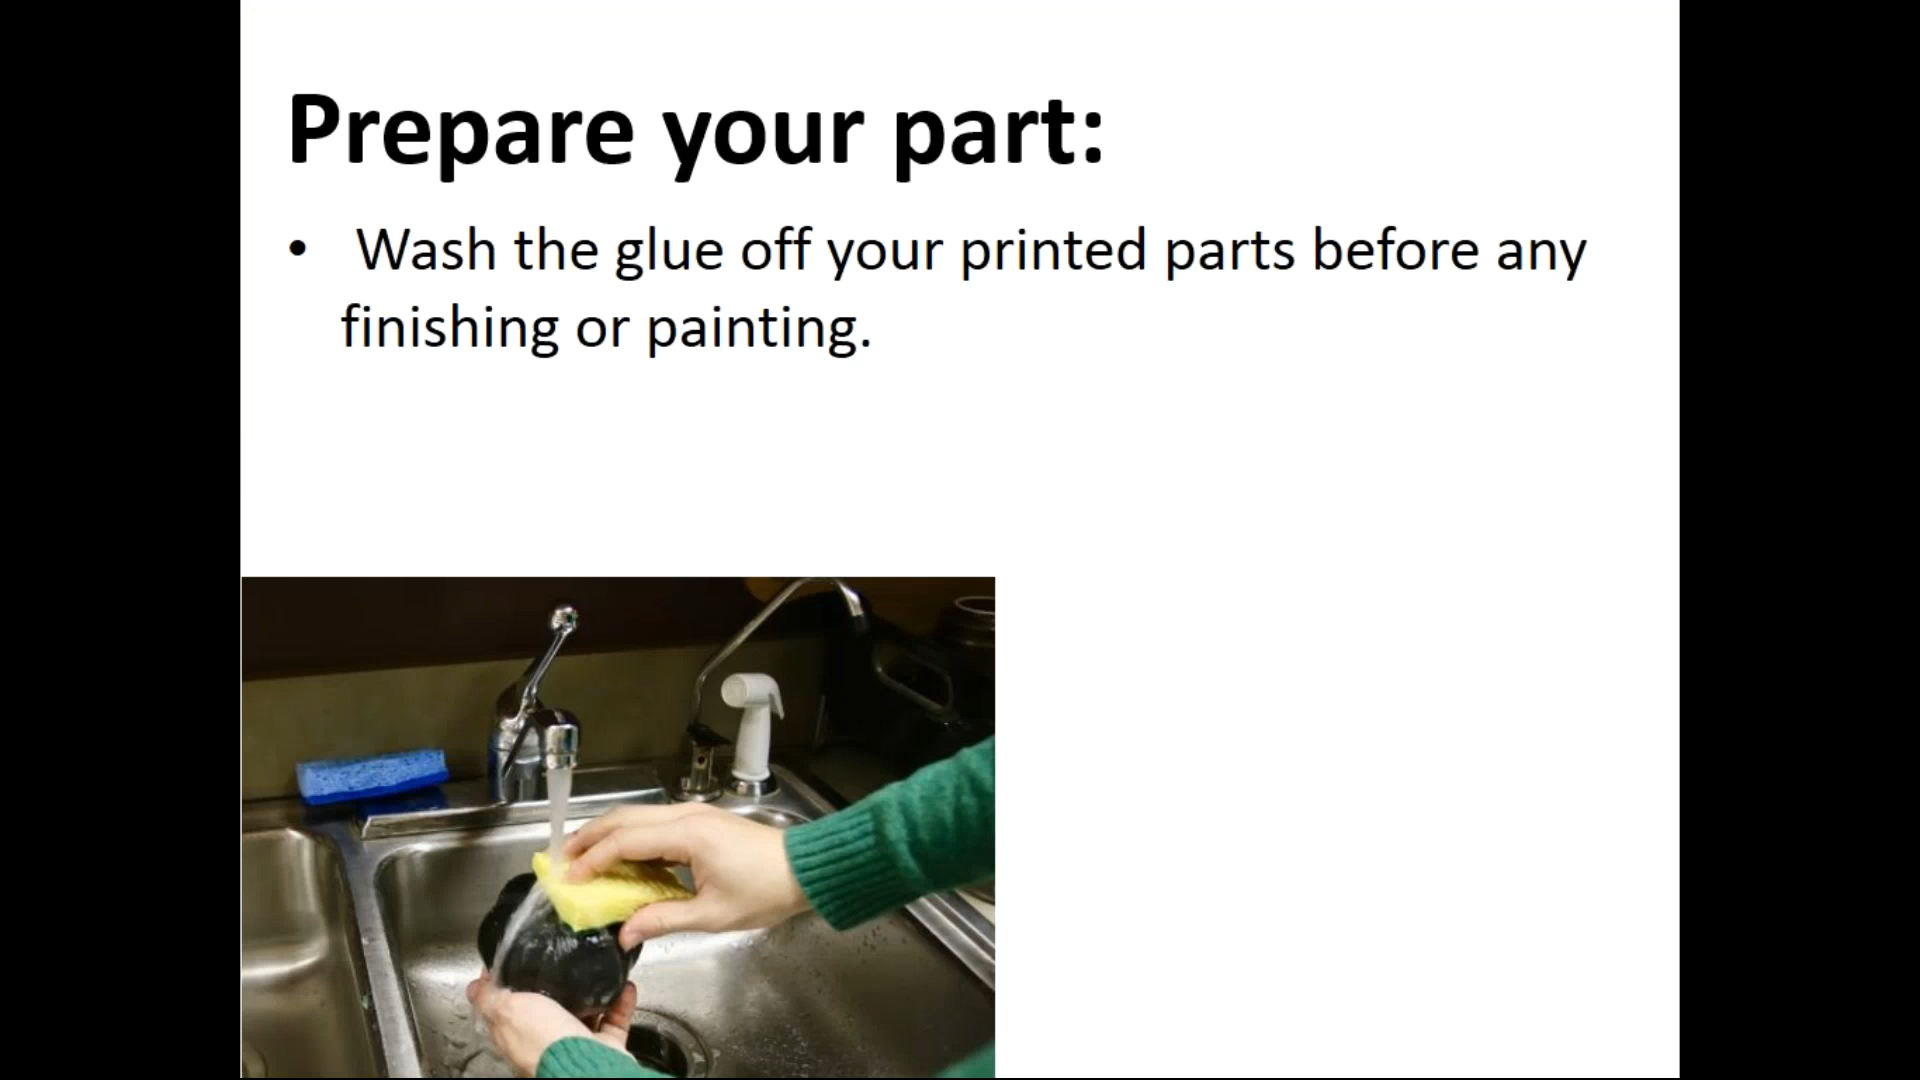 Prepare your part:
• Wash the glue off your printed parts before any
finishing or painting.